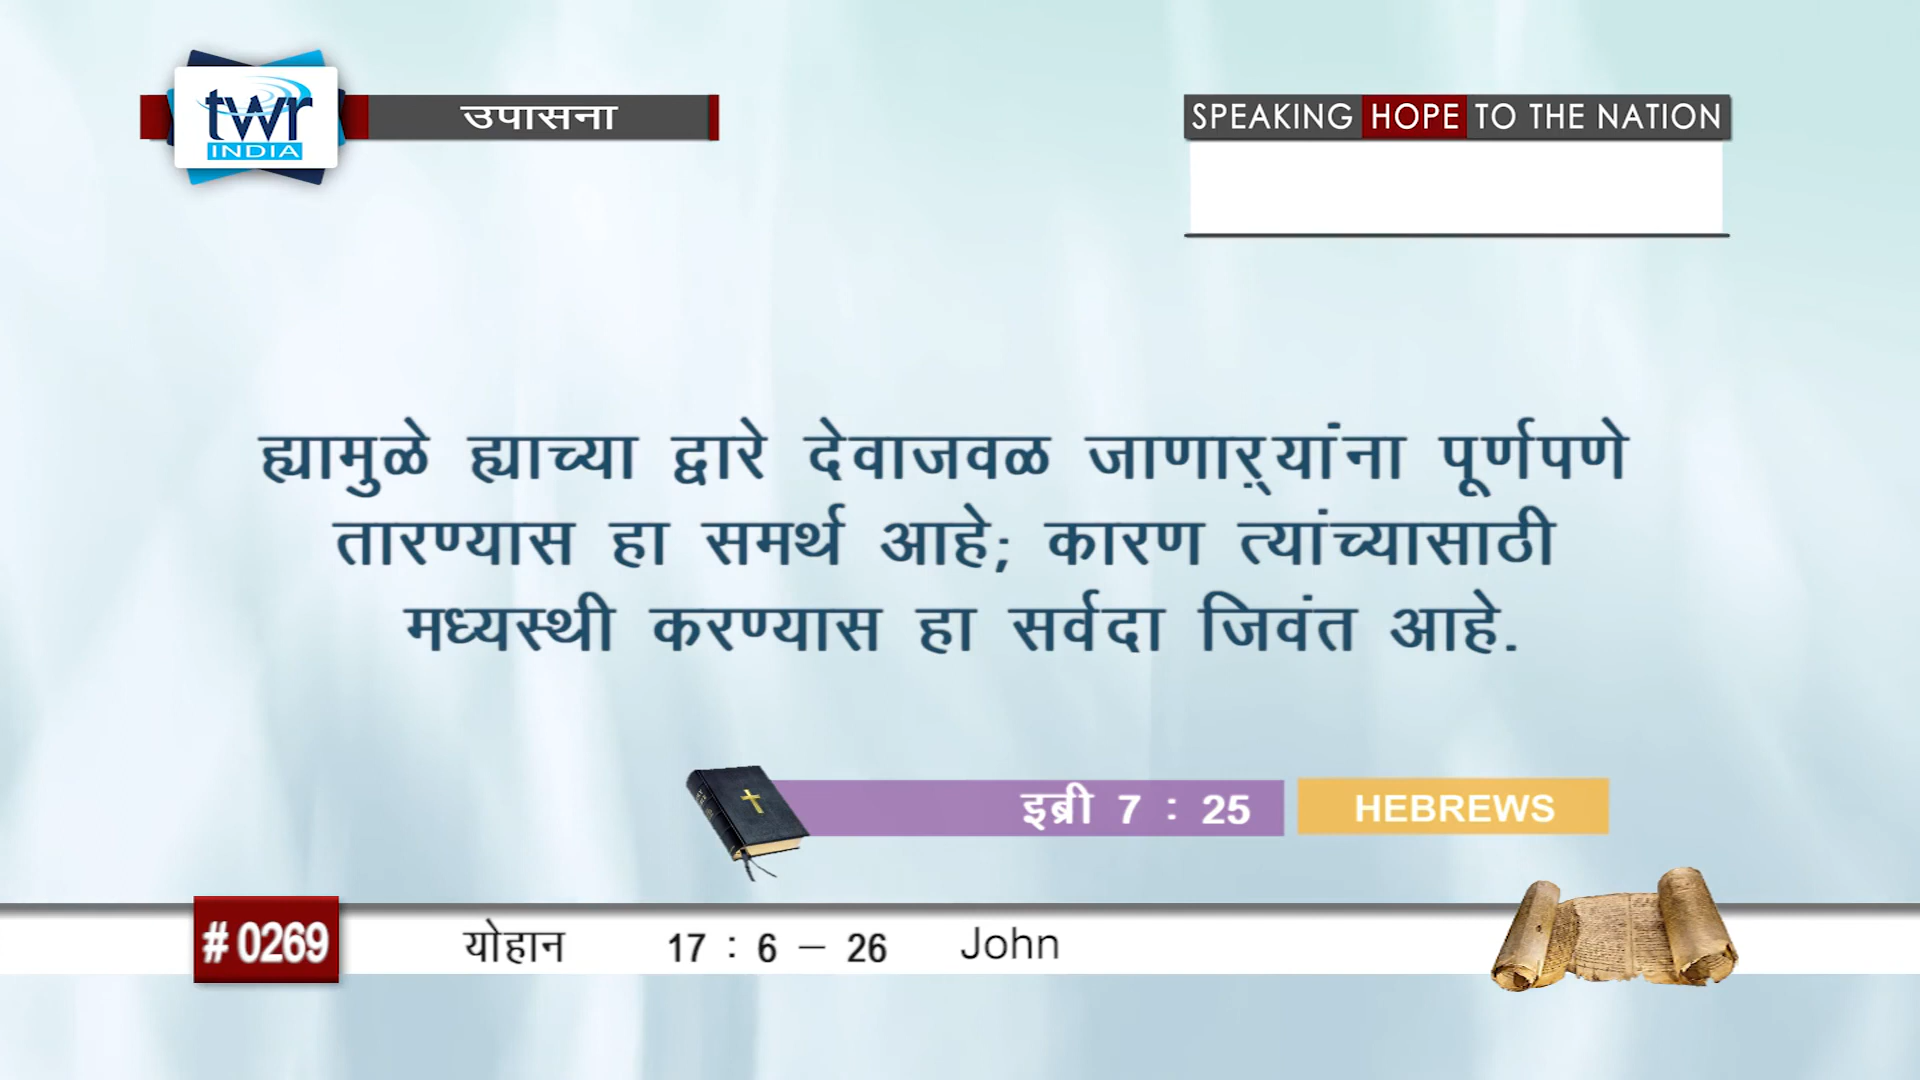 twr
INDIA
उपासना
SPEAKING HOPE TO THE NATION
ह्यामुळे ह्याच्या द्वारे देवाजवळ जाणाऱ्यांना पूर्णपणे
तारण्यास हा समर्थ आहे; कारण त्यांच्यासाठी
मध्यस्थी करण्यास हा सर्वदा जिवंत आहे.
इब्री 7 : 25
HEBREWS
# 0269
योहान 17 : 6 – 26 John